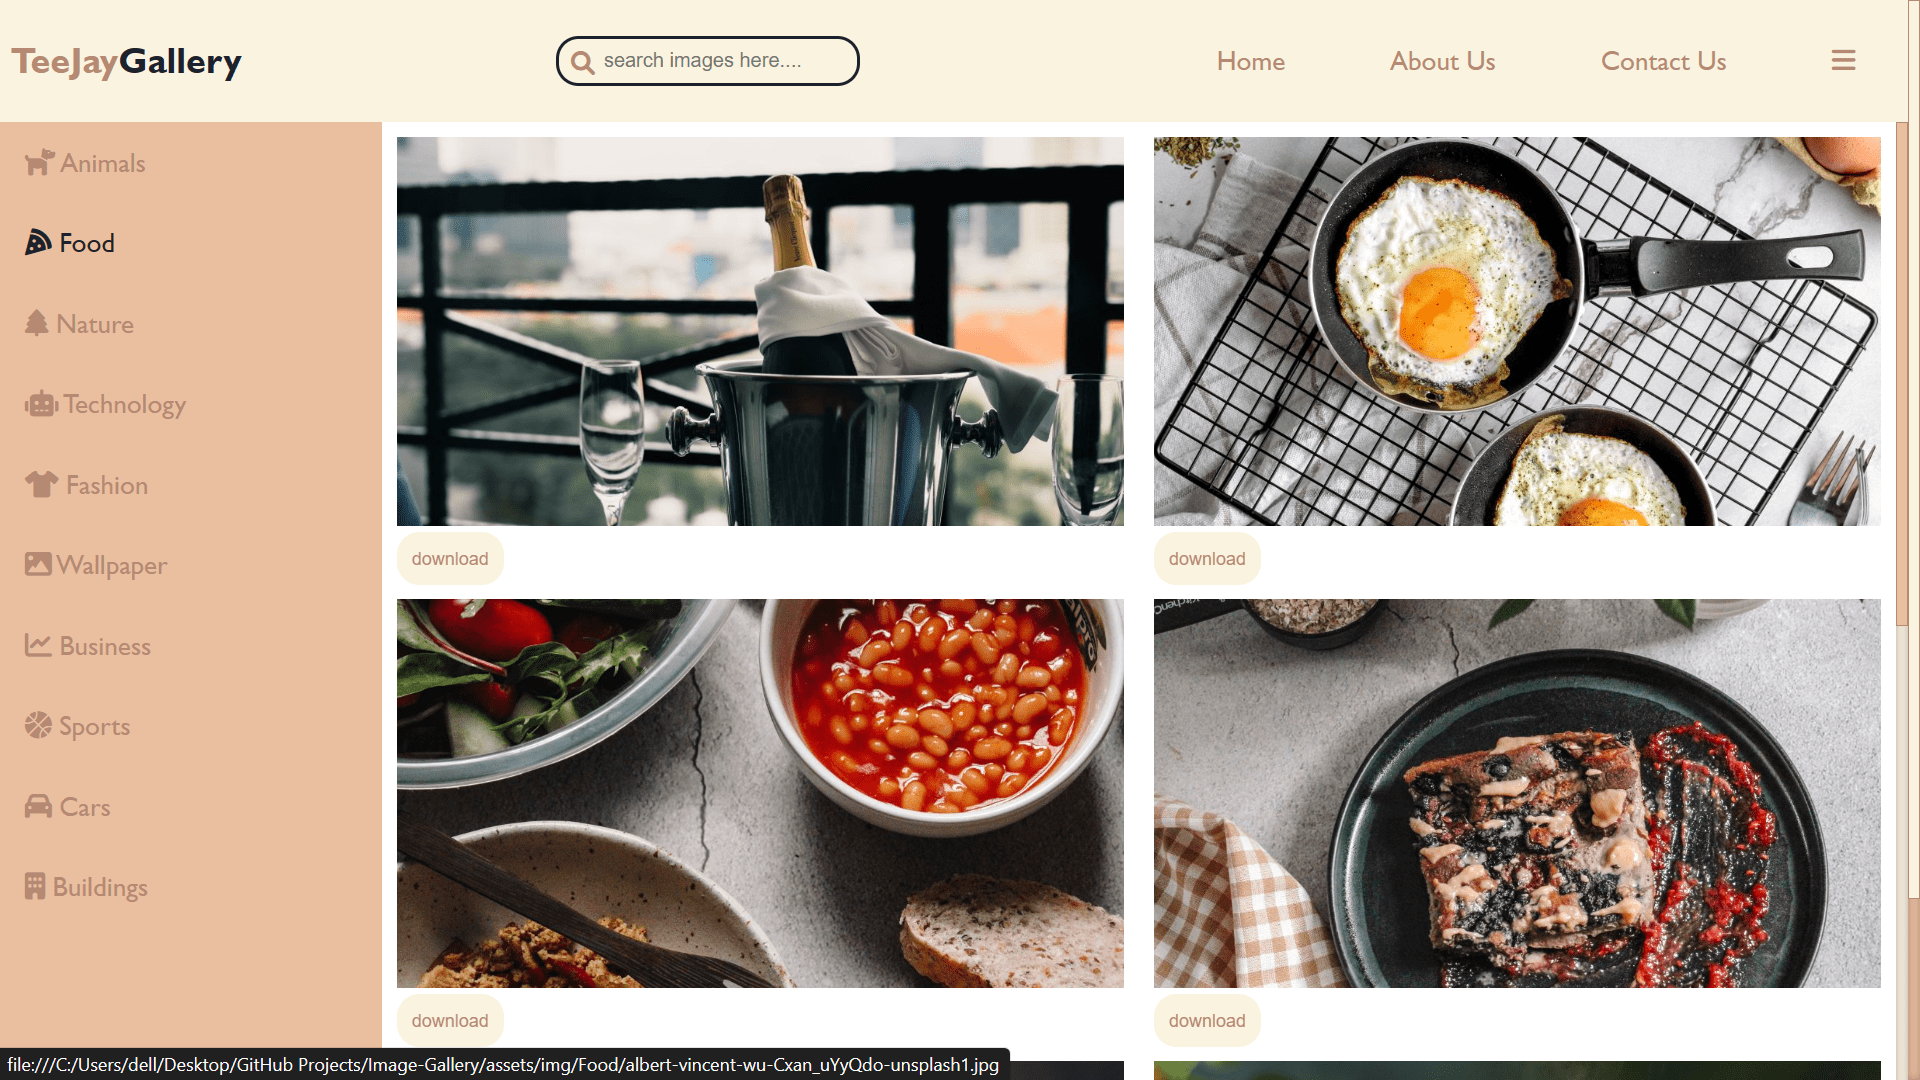 TeeJayGallery
search images here....
Home
About Us
Contact Us
Animals
Food
Nature
Technology
Fashion
Wallpaper
Business
Sports
Cars
Buildings
download
download
download
download
file:///C:/Users/dell/Desktop/GitHub Projects/Image-Gallery/assets/img/Food/albert-vincent-wu-Cxan_uYyQdo-unsplash1.jpg